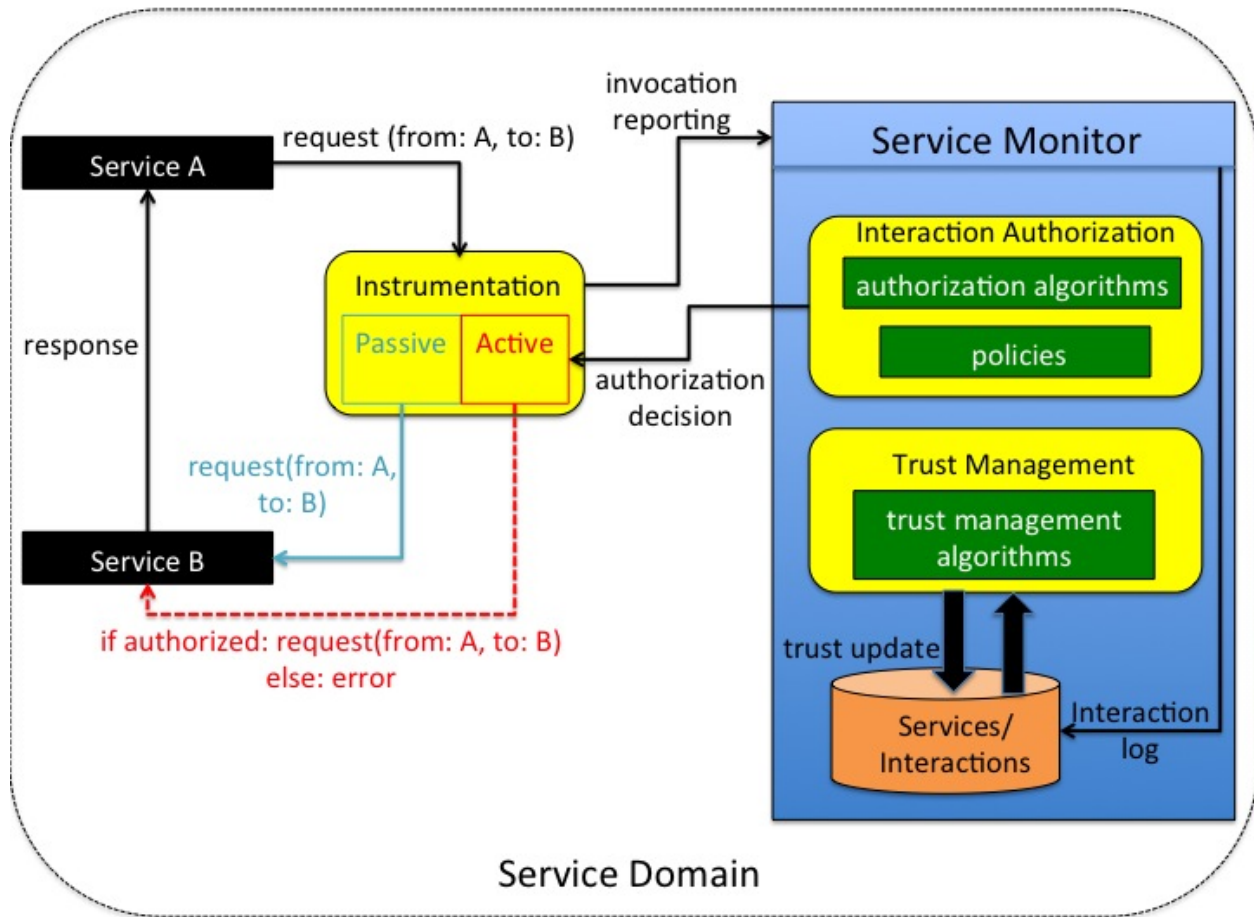 request (from: A, to: B)
Service A
response
Service B
Instrumentation
Passive
Active
request(from: A,
to: B)
if authorized: request(from: A, to: B)
else: error
invocation
reporting
authorization
decision
Service Monitor
Interaction Authorization
authorization algorithms
policies
Trust Management
trust management
algorithms
trust update
Services/
Interactions
Interaction
log
Service Domain